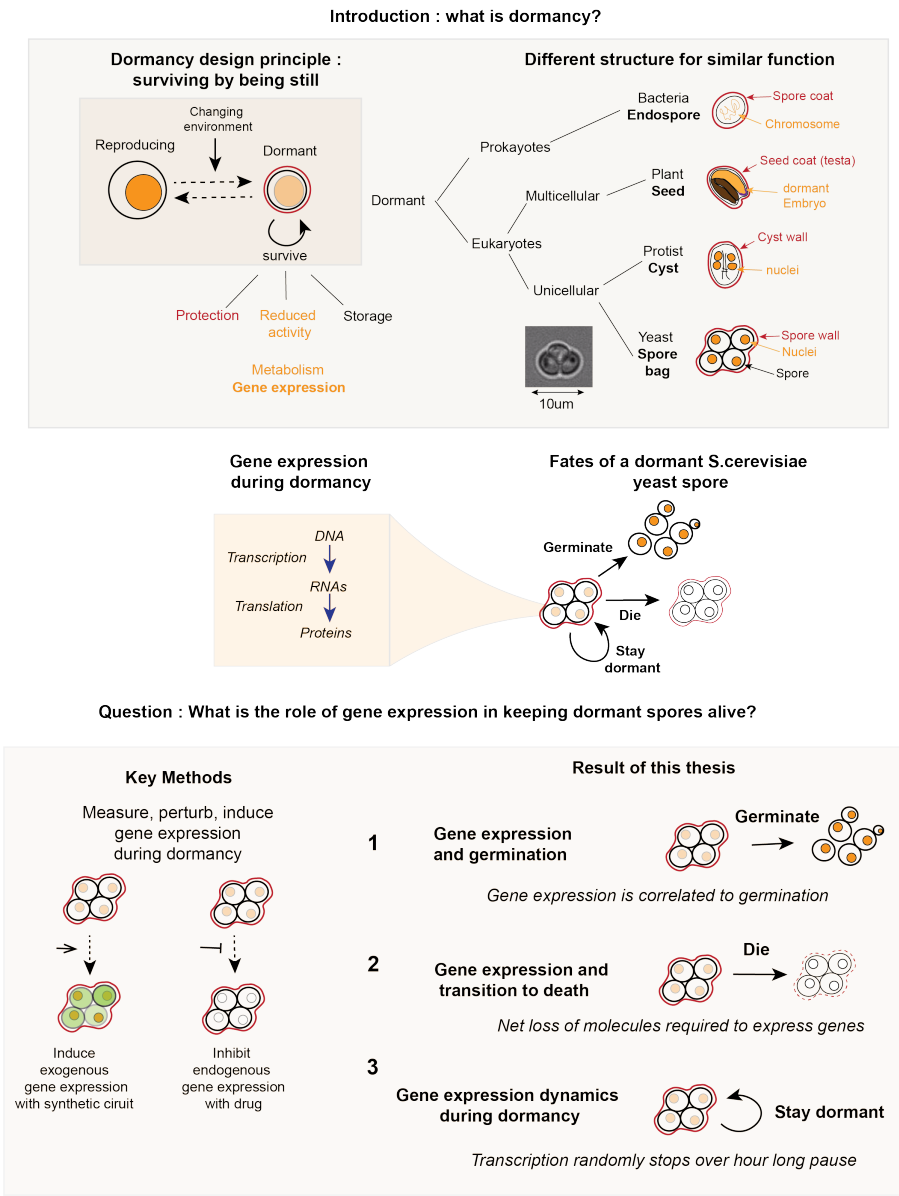 Introduction : what is dormancy?
Dormancy design principle :
surviving by being still
Changing
environment
Reproducing
Dormant
survive
Protection
Reduced
activity
Storage
Metabolism
Gene expression
Different structure for similar function
Dormant
Prokayotes
Eukaryotes
Multicellular
Unicellular
Bacteria
Endospore
Spore coat
Chromosome
Plant
Seed
Seed coat (testa)
dormant
Embryo
Protist
Cyst
Cyst wall
nuclei
Yeast
Spore
bag
Spore wall
Nuclei
Spore
10um
Gene expression
during dormancy
DNA
Transcription
RNAs
Translation
Proteins
Fates of a dormant S.cerevisiae
yeast spore
Germinate
Die
Stay
dormant
Question : What is the role of gene expression in keeping dormant spores alive?
Key Methods
Measure, perturb, induce
gene expression
during dormancy
Induce
exogenous
gene expression
with synthetic ciruit
Inhibit
endogenous
gene expression
with drug
Result of this thesis
1
Gene expression
and germination
Germinate
Gene expression is correlated to germination
2
Gene expression and
transition to death
Die
Net loss of molecules required to express genes
3
Gene expression dynamics
during dormancy
Stay dormant
Transcription randomly stops over hour long pause